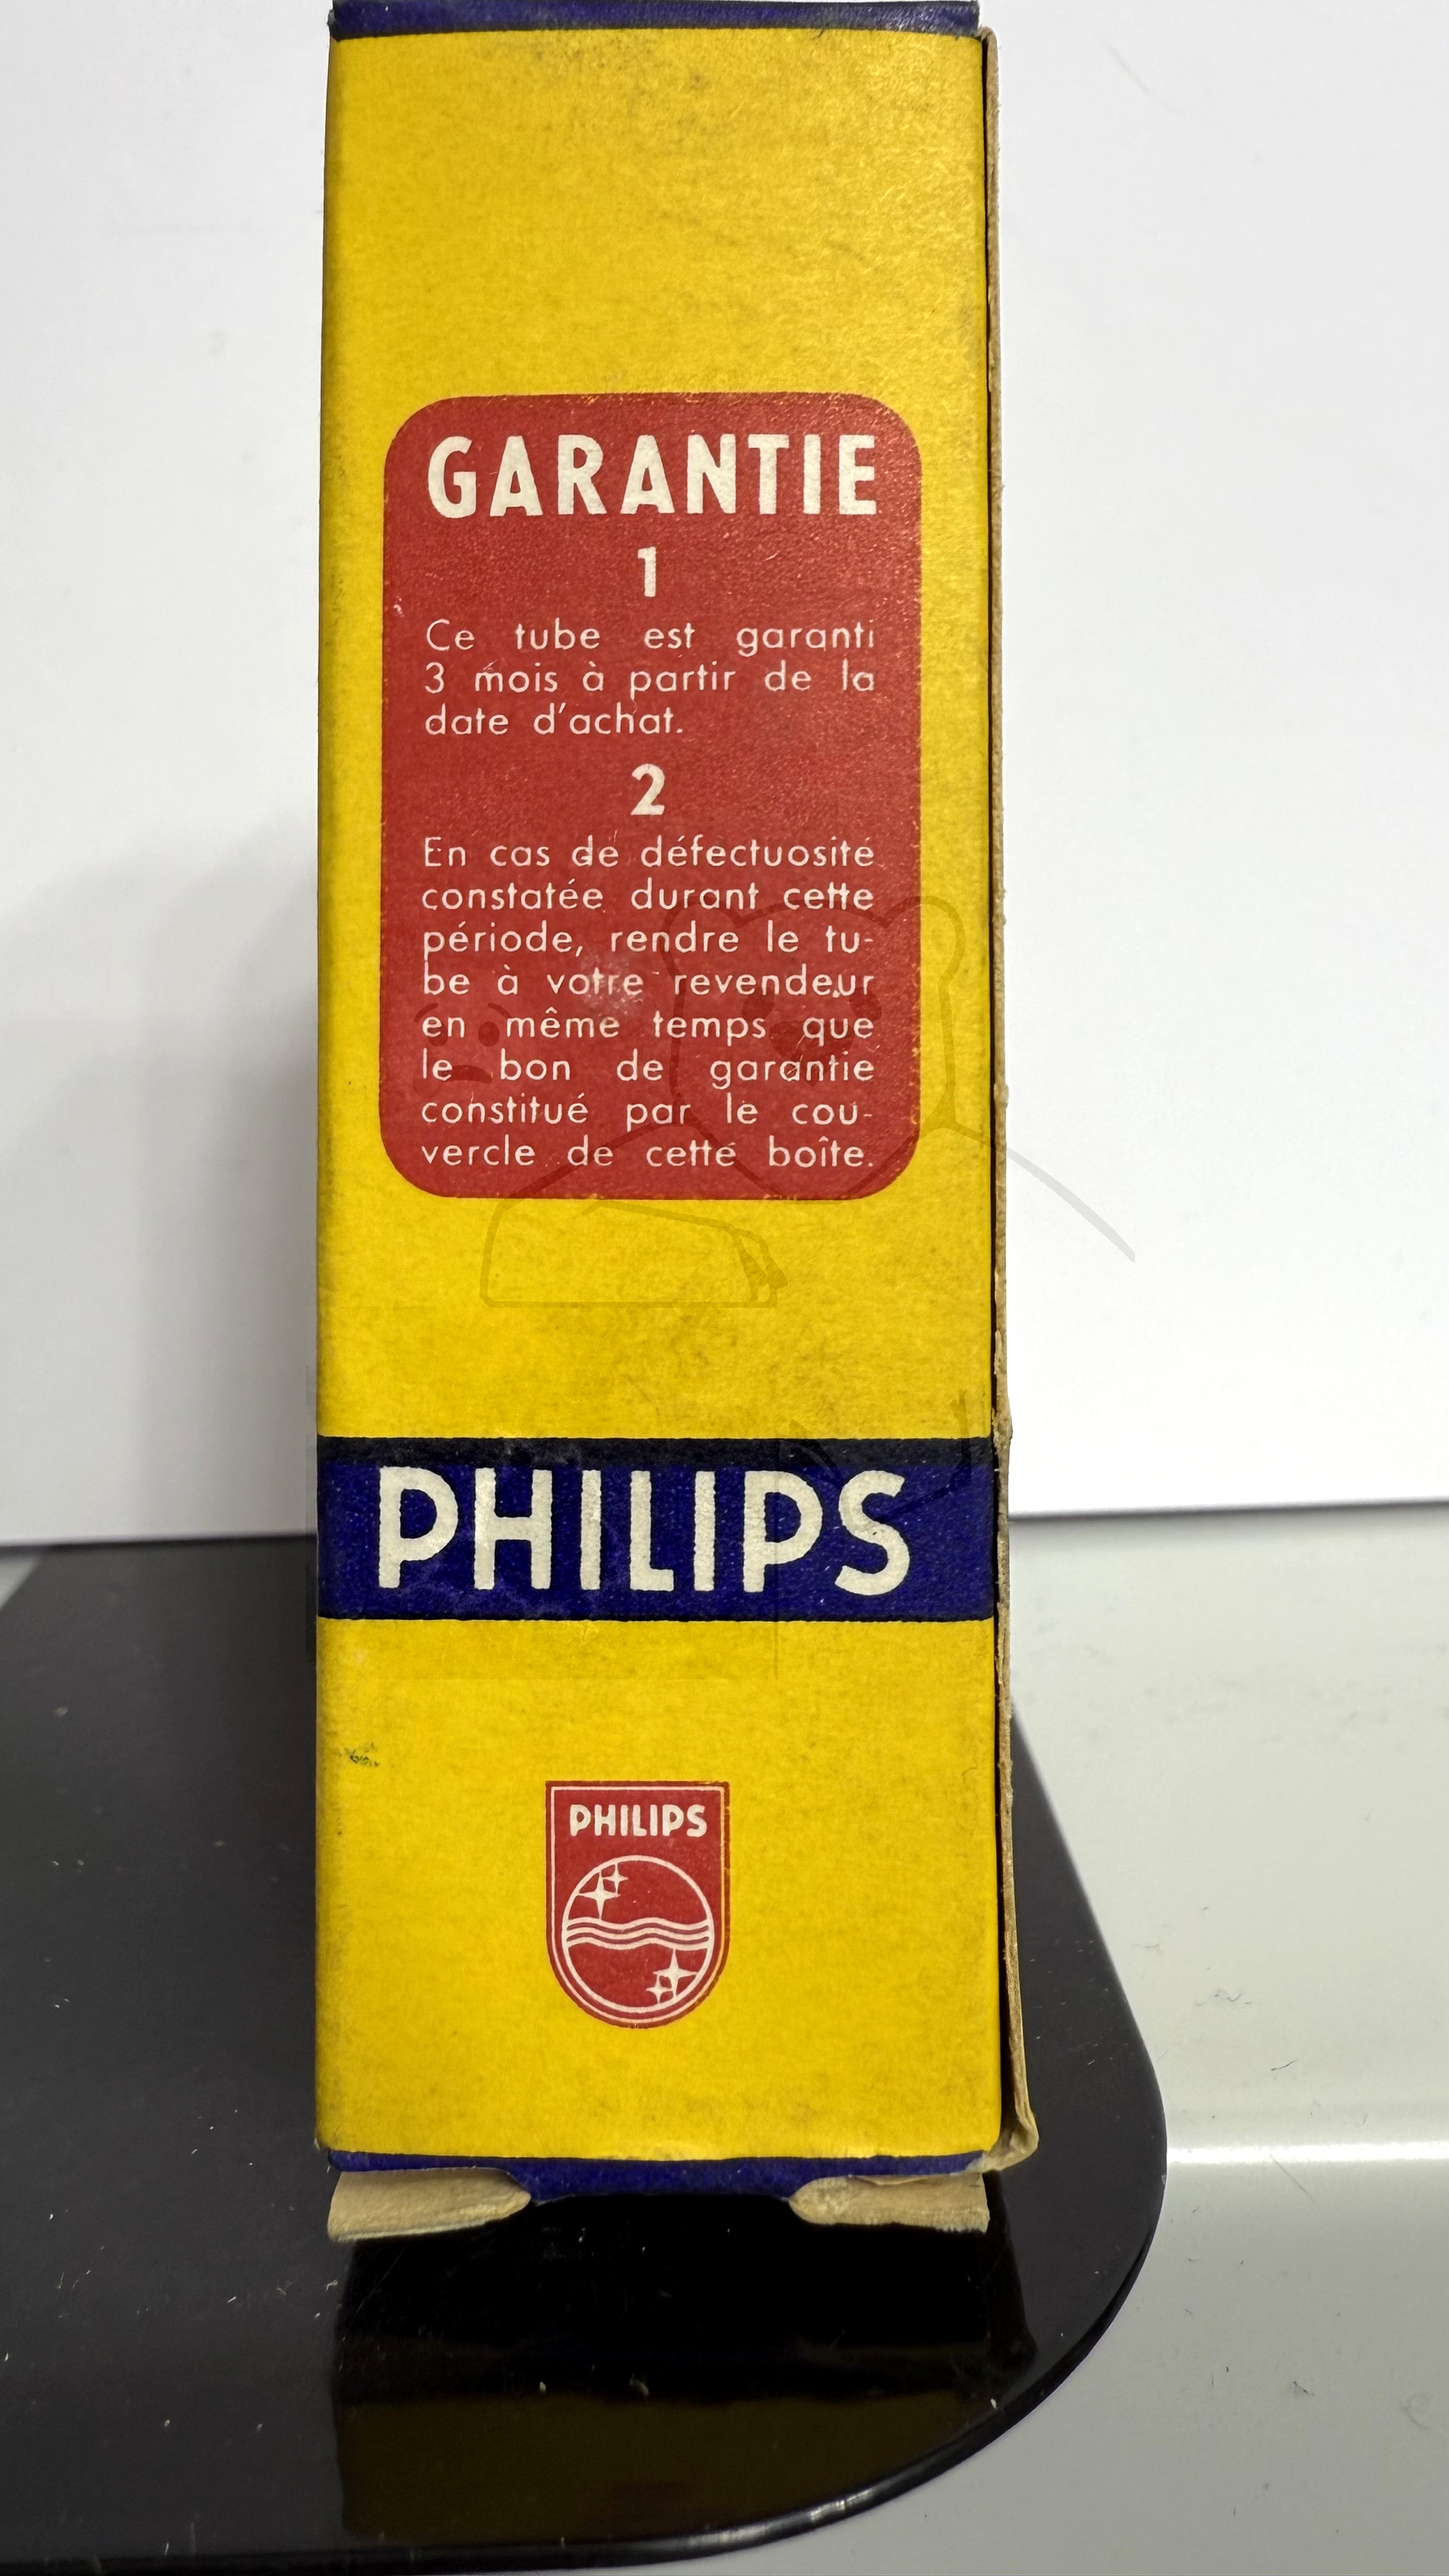 GARANTIE
1
Ce tube est garanti
3 mois à partir de la
date d'achat.
2
En cas de défectuosité
constatée durant cette
période, rendre le tu-
be à votre revendeur
en même temps que
le bon de garantie
constitué par le cou-
vercle de cette boîte.
PHILIPS
PHILIPS